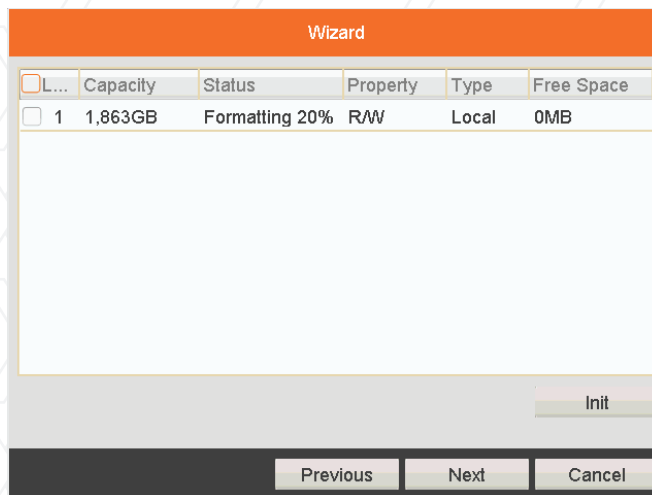 Wizard
L... Capacity Status Property Type Free Space
1 1,863GB Formatting 20% R/W Local 0MB
Init
Previous Next Cancel